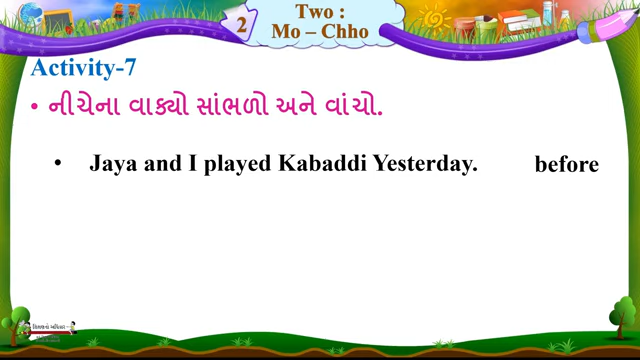 2
Two :
Mo – Chho
Activity-7
• નીચેના વાક્યો સાંભળો અને વાંચો.
• Jaya and I played Kabaddi Yesterday. before